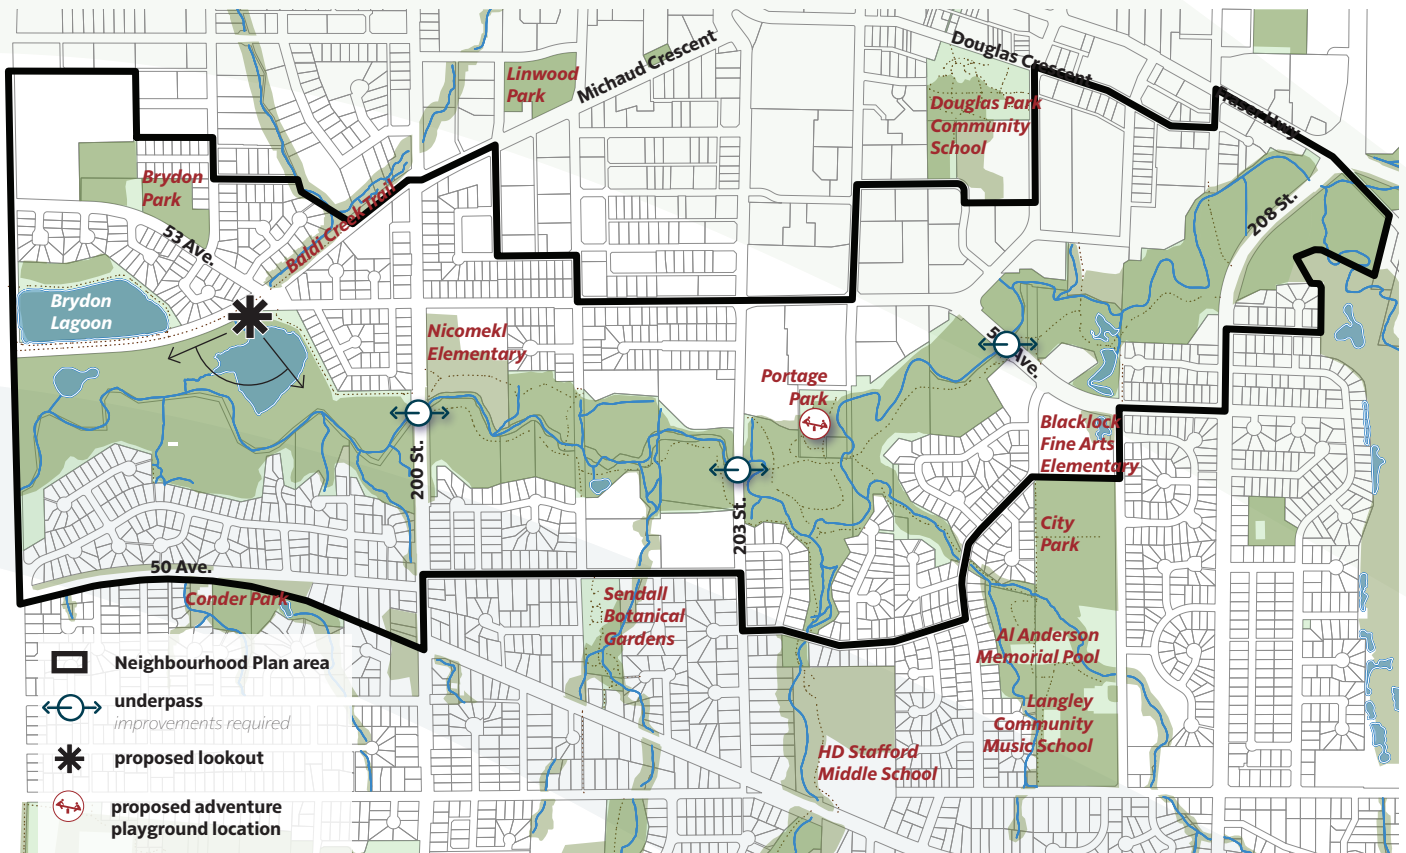 Douglas Crescent
Michaud Crescent
Linwood
Park
Douglas Park
Community
School
Fraser Hwy
Brydon
Park
Baldi Creek Trail
53 Ave.
208 St.
Brydon
Lagoon
Nicomekl
Elementary
Portage
Park
Ave.
Blacklock
Fine Arts
Elementary
200 St.
203 St.
City
Park
50 Ave.
Conder Park
Sendall
Botanical
Gardens
Al Anderson
Memorial Pool
Langley
Community
Music School
HD Stafford
Middle School
Neighbourhood Plan area
underpass
improvements required
proposed lookout
proposed adventure
playground location